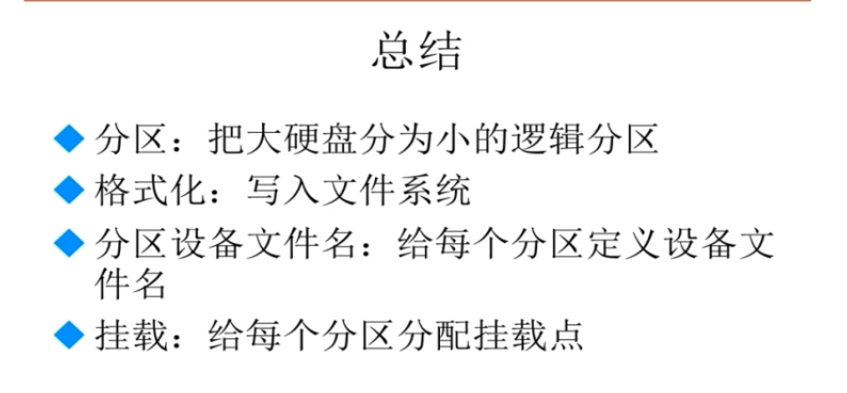 总结
分区：把大硬盘分为小的逻辑分区
格式化：写入文件系统
分区设备文件名：给每个分区定义设备文
件名
挂载：给每个分区分配挂载点